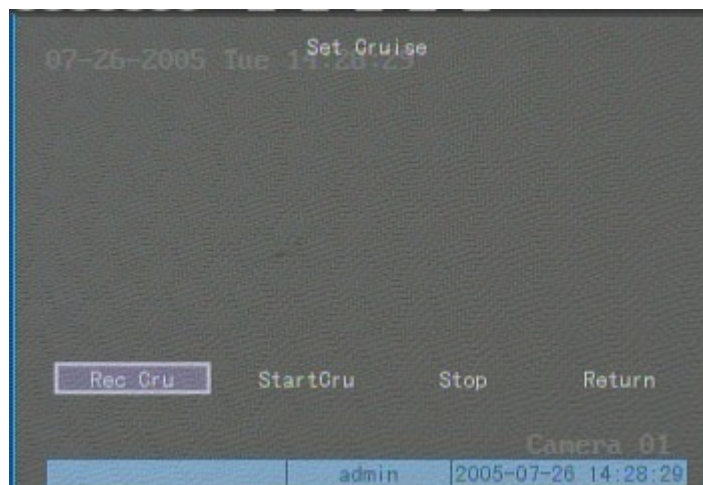 Set Cruise
07-26-2005 Tue 14:28:29
Rec Cru StartCru Stop Return
Camera 01
admin 2005-07-26 14:28:29